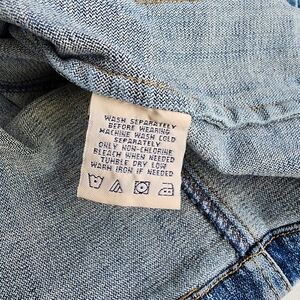 WASH SEPARATELY
BEFORE WEARING
MACHINE WASH COLD
SEPARATELY
ONLY NON-CHLORINE
BLEACH WHEN NEEDED
TUMBLE DRY LOW
WARM IRON IF NEEDED